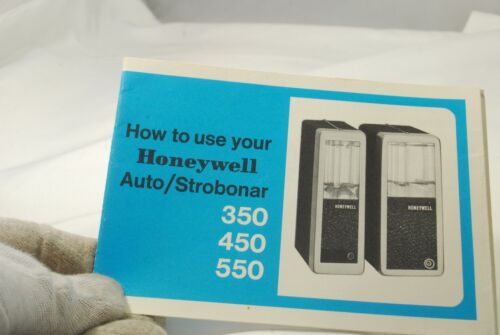 How to use your
Honeywell
Auto/Strobonar
350
450
550
HONEYWELL
HONEYWELL